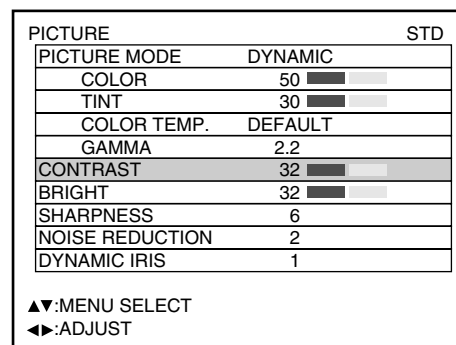 PICTURE STD
PICTURE MODE DYNAMIC
COLOR 50
TINT 30
COLOR TEMP. DEFAULT
GAMMA 2.2
CONTRAST 32
BRIGHT 32
SHARPNESS 6
NOISE REDUCTION 2
DYNAMIC IRIS 1
▲▼:MENU SELECT
◀▶:ADJUST